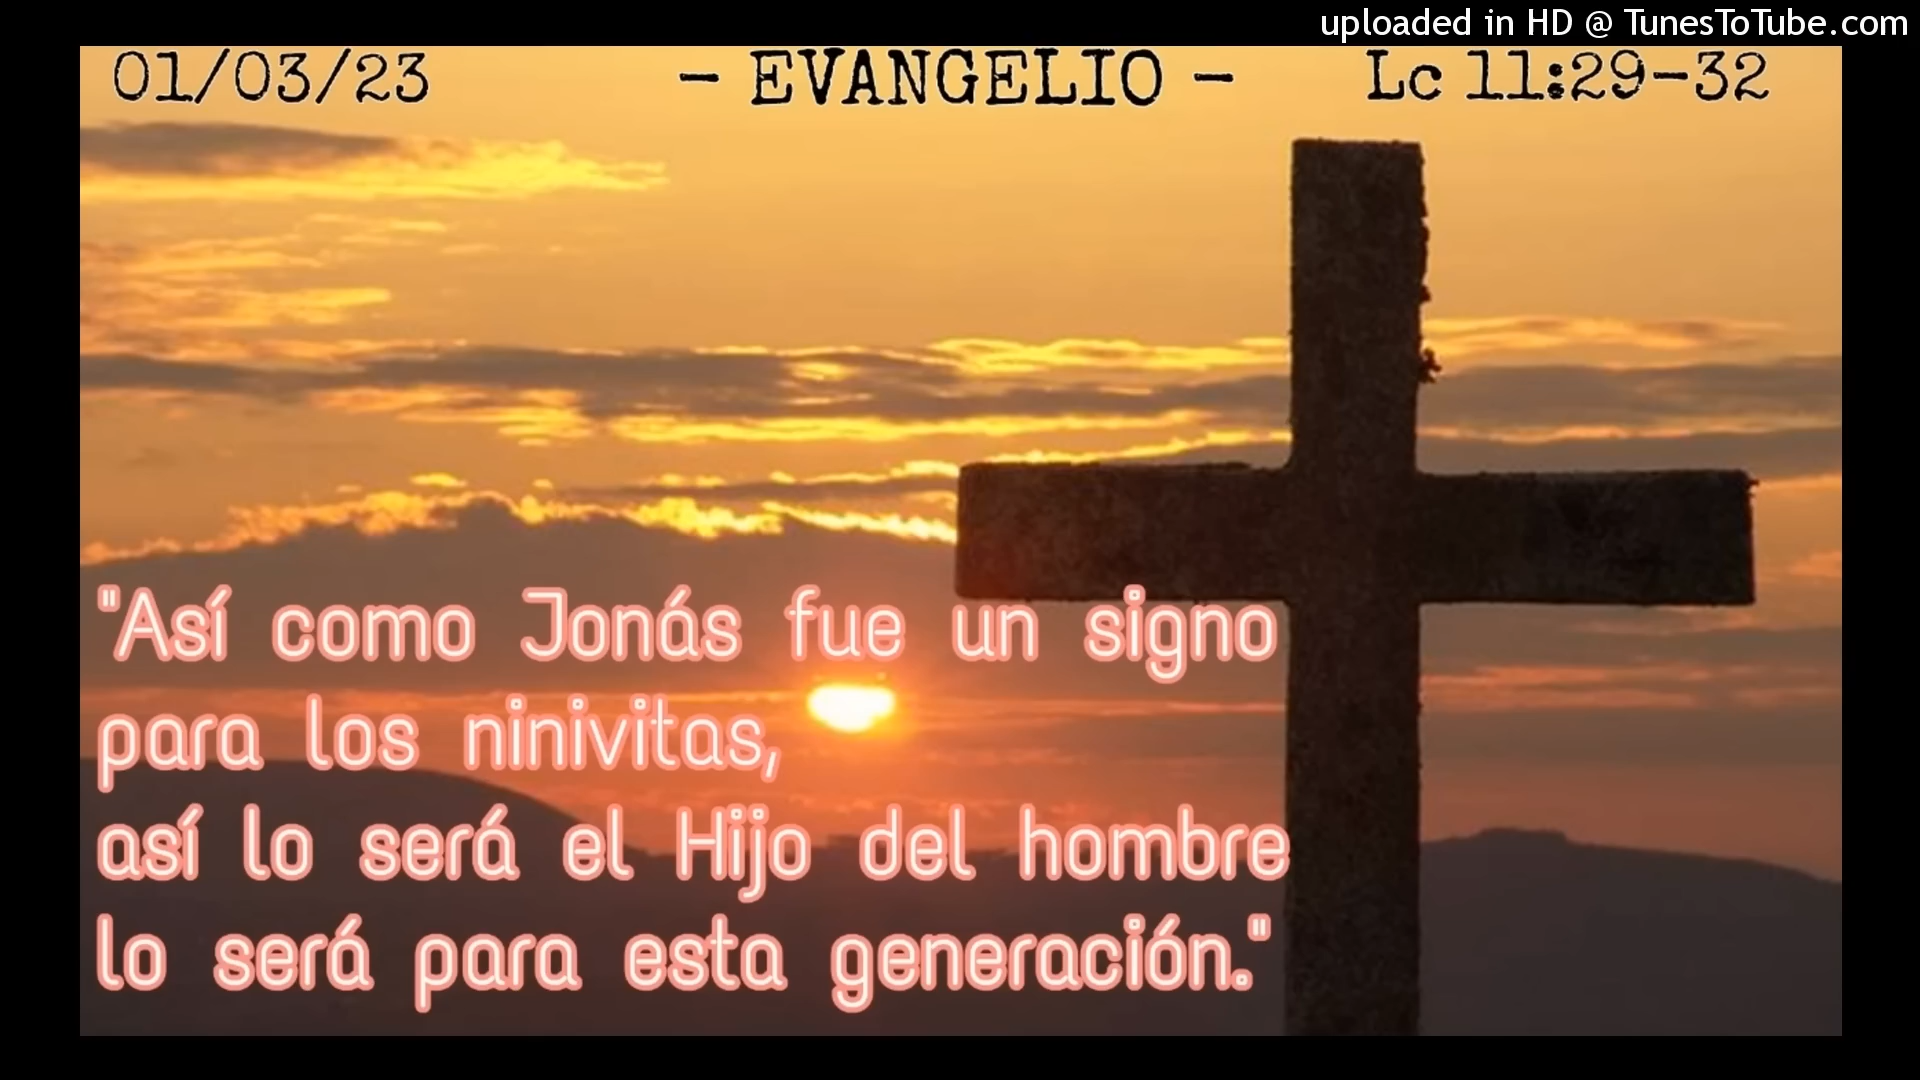 uploaded in HD @ TunesToTube.com
01/03/23 - EVANGELIO - Lc 11:29-32
"Así como Jonás fue un signo
para los ninivitas,
así lo será el Hijo del hombre
lo será para esta generación."